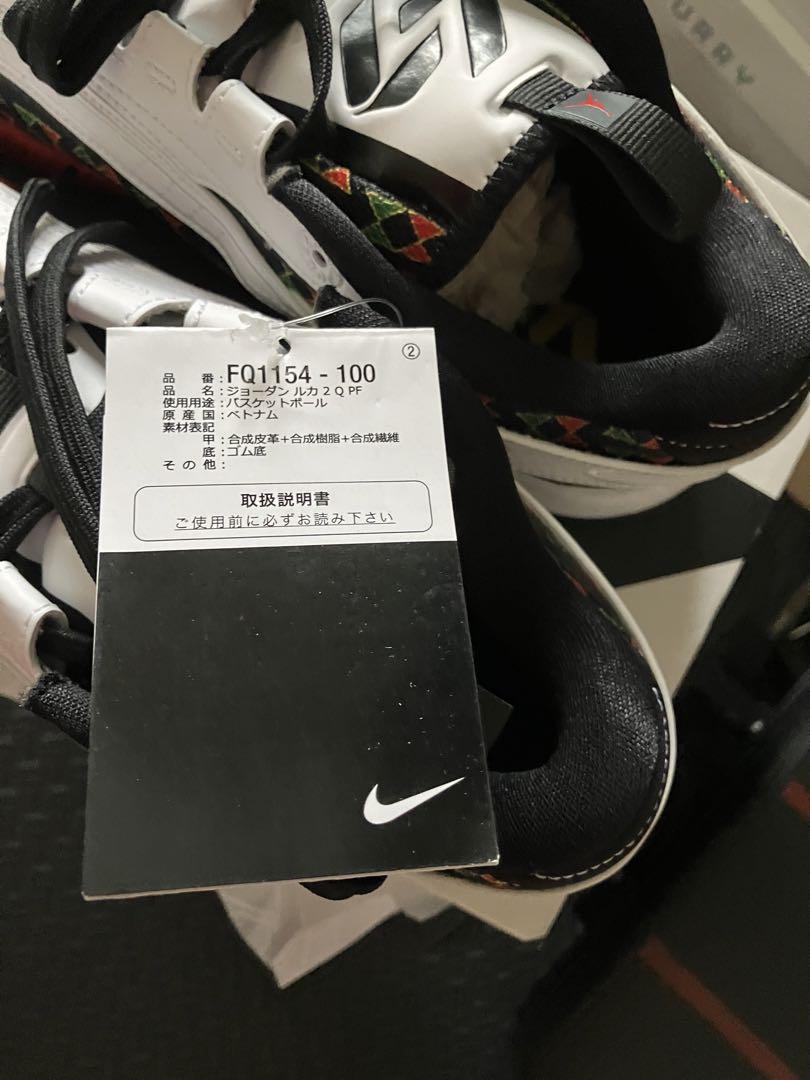 URRY
②
品番：FQ1154 - 100
品名：ジョーダン ルカ 2 Q PF
使用用途：バスケットボール
原産国：ベトナム
素材表記
甲：合成皮革+合成樹脂+合成繊維
底：ゴム底
その他：
取扱説明書
ご使用前に必ずお読み下さい